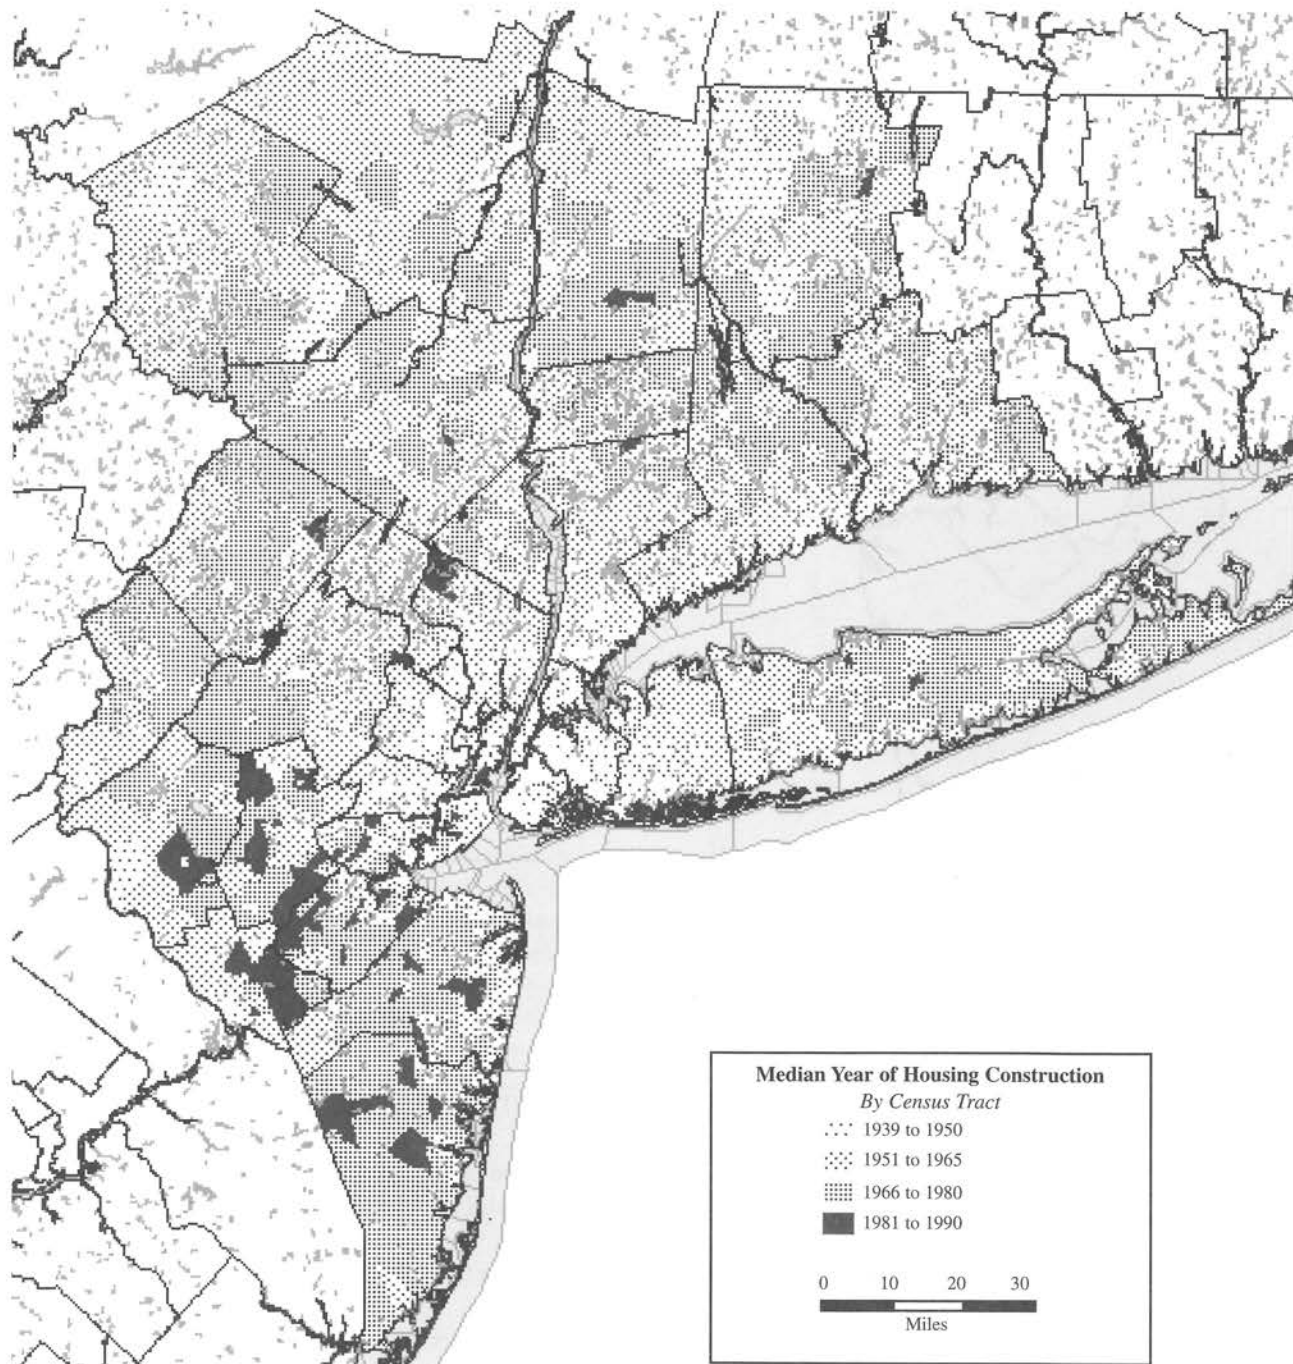 Median Year of Housing Construction
By Census Tract
1939 to 1950
1951 to 1965
1966 to 1980
1981 to 1990
0 10 20 30
Miles